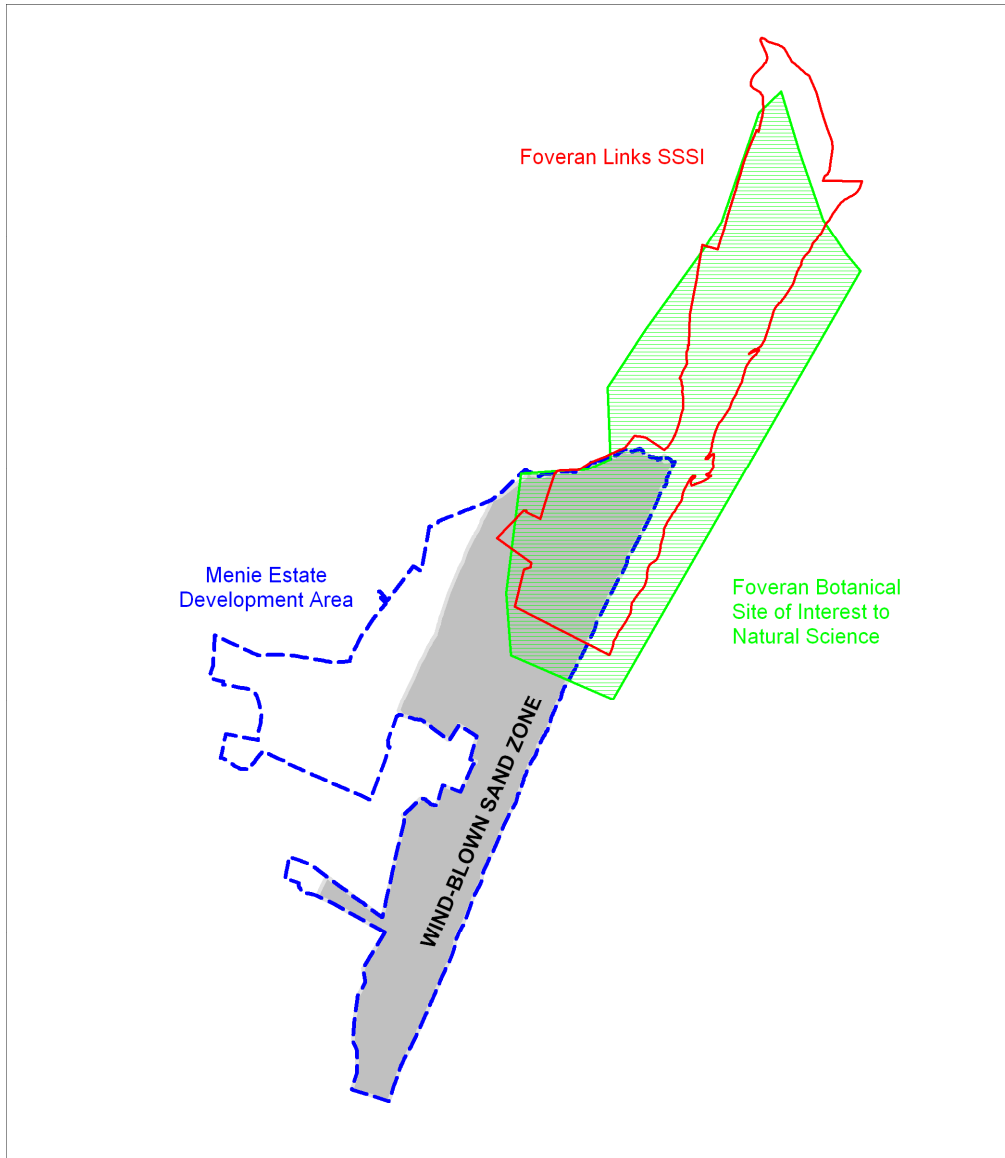 Foveran Links SSSI
Menie Estate
Development Area
Foveran Botanical
Site of Interest to
Natural Science
WIND-BLOWN SAND ZONE